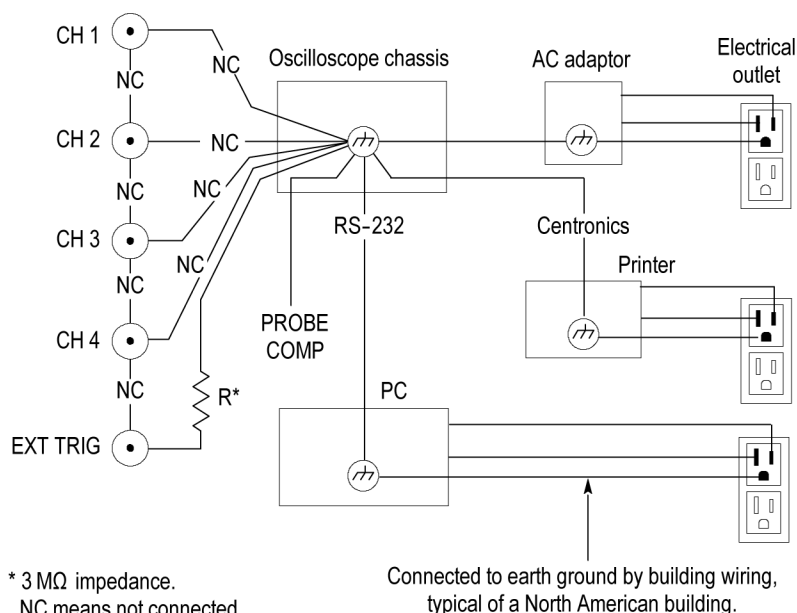 CH 1
NC
NC
CH 2
NC
NC
CH 3
NC
NC
NC
CH 4
NC
EXT TRIG
R*
Oscilloscope chassis
AC adaptor
Electrical
outlet
RS-232
Centronics
PROBE
COMP
Printer
PC
* 3 MΩ impedance.
NC means not connected
Connected to earth ground by building wiring,
typical of a North American building.